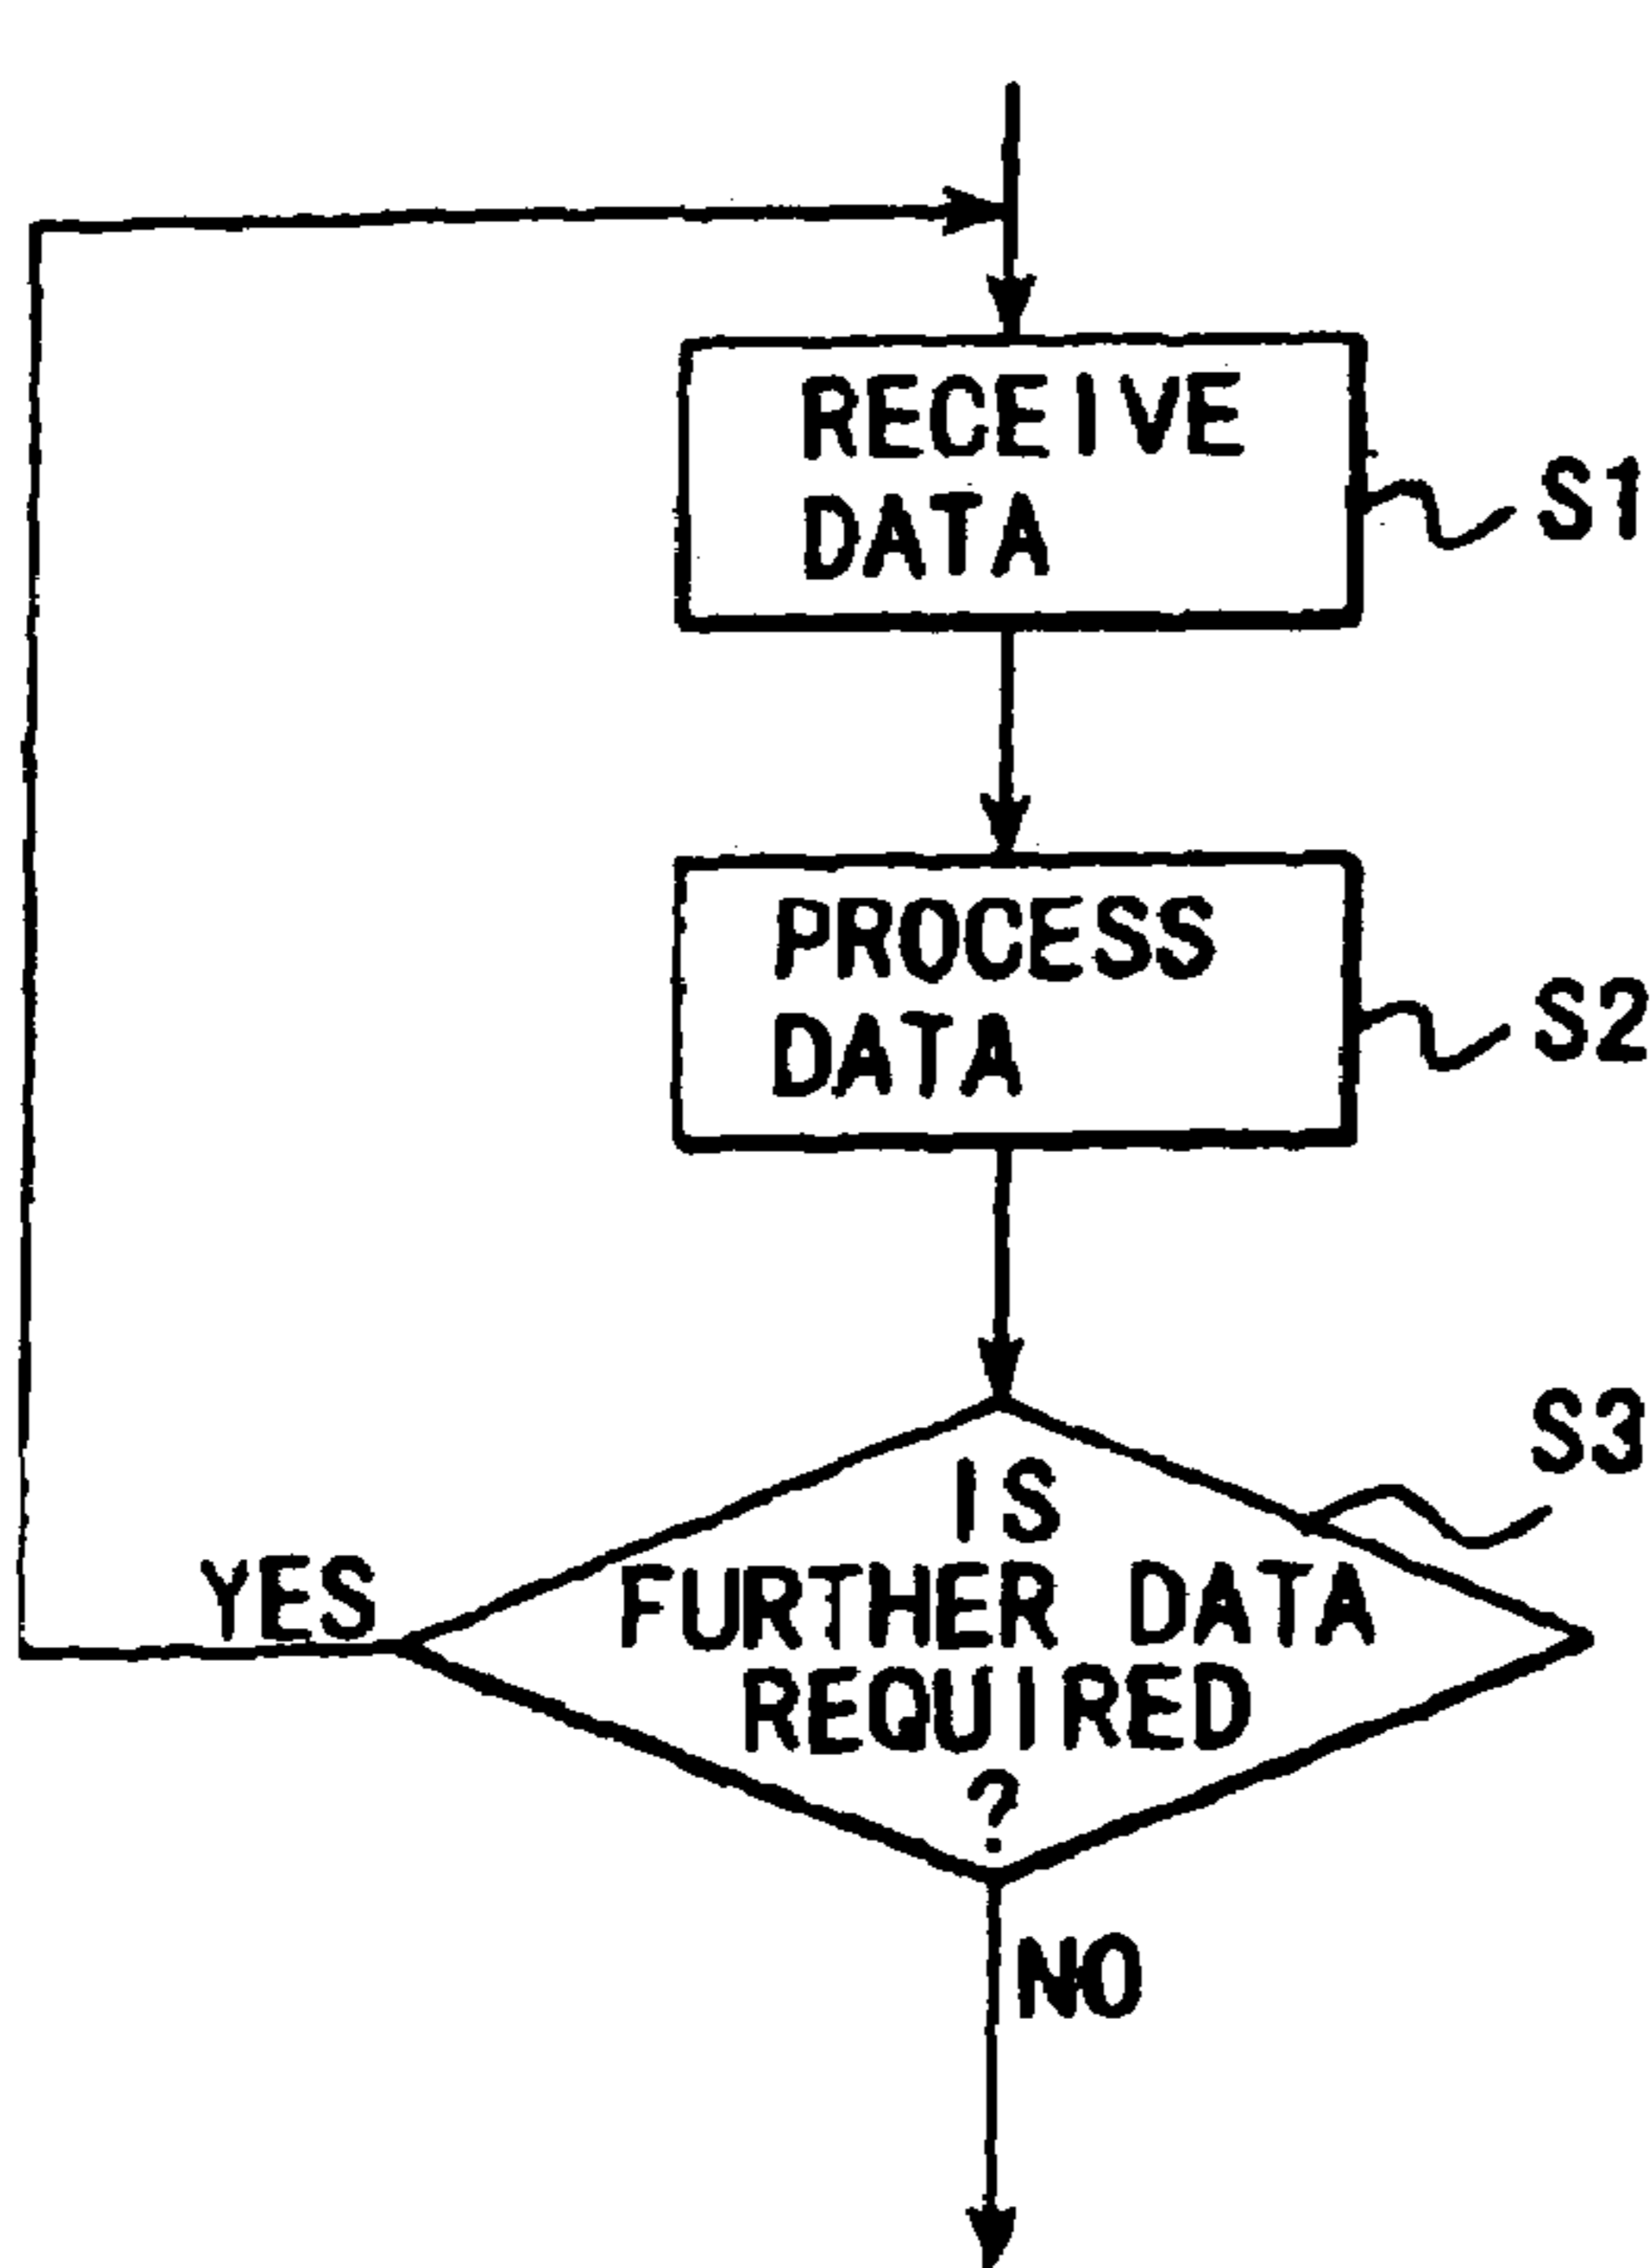 RECEIVE
DATA
S1
PROCESS
DATA
S2
S3
IS
FURTHER DATA
REQUIRED
?
YES
NO